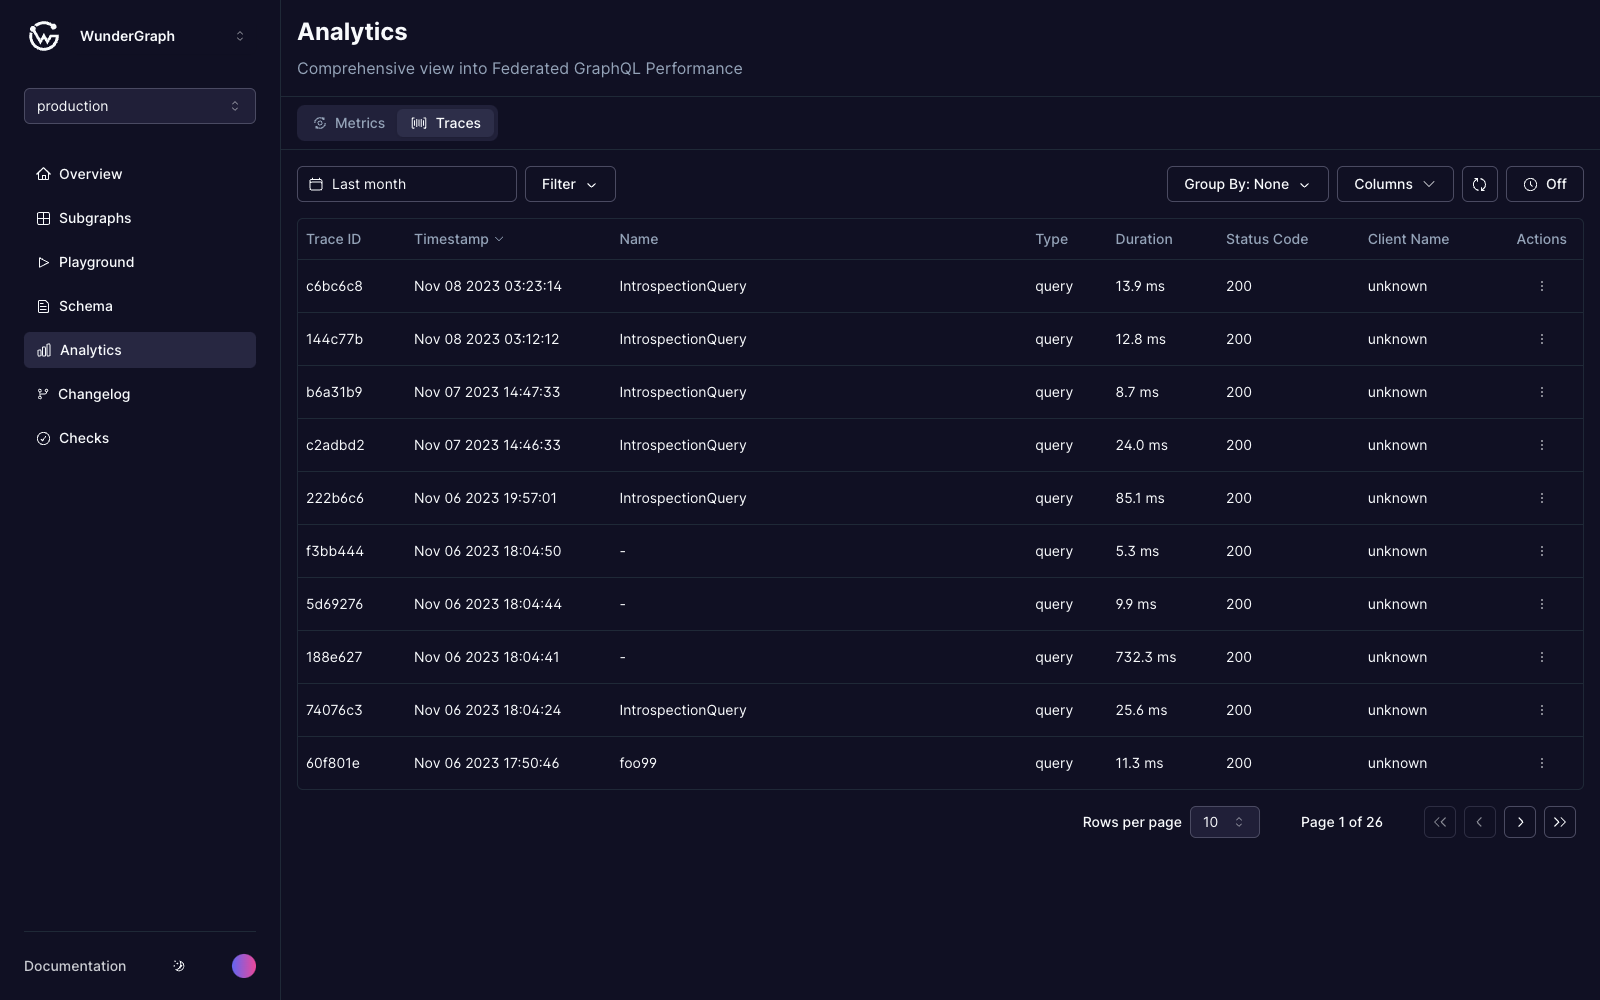 WunderGraph
production
Overview
Subgraphs
Playground
Schema
Analytics
Changelog
Checks
Documentation
Analytics
Comprehensive view into Federated GraphQL Performance
Metrics Traces
Last month Filter Group By: None Columns Off
Trace ID Timestamp Name Type Duration Status Code Client Name Actions
c6bc6c8 Nov 08 2023 03:23:14 IntrospectionQuery query 13.9 ms 200 unknown
144c77b Nov 08 2023 03:12:12 IntrospectionQuery query 12.8 ms 200 unknown
b6a31b9 Nov 07 2023 14:47:33 IntrospectionQuery query 8.7 ms 200 unknown
c2adbd2 Nov 07 2023 14:46:33 IntrospectionQuery query 24.0 ms 200 unknown
222b6c6 Nov 06 2023 19:57:01 IntrospectionQuery query 85.1 ms 200 unknown
f3bb444 Nov 06 2023 18:04:50 - query 5.3 ms 200 unknown
5d69276 Nov 06 2023 18:04:44 - query 9.9 ms 200 unknown
188e627 Nov 06 2023 18:04:41 - query 732.3 ms 200 unknown
74076c3 Nov 06 2023 18:04:24 IntrospectionQuery query 25.6 ms 200 unknown
60f801e Nov 06 2023 17:50:46 foo99 query 11.3 ms 200 unknown
Rows per page 10 Page 1 of 26